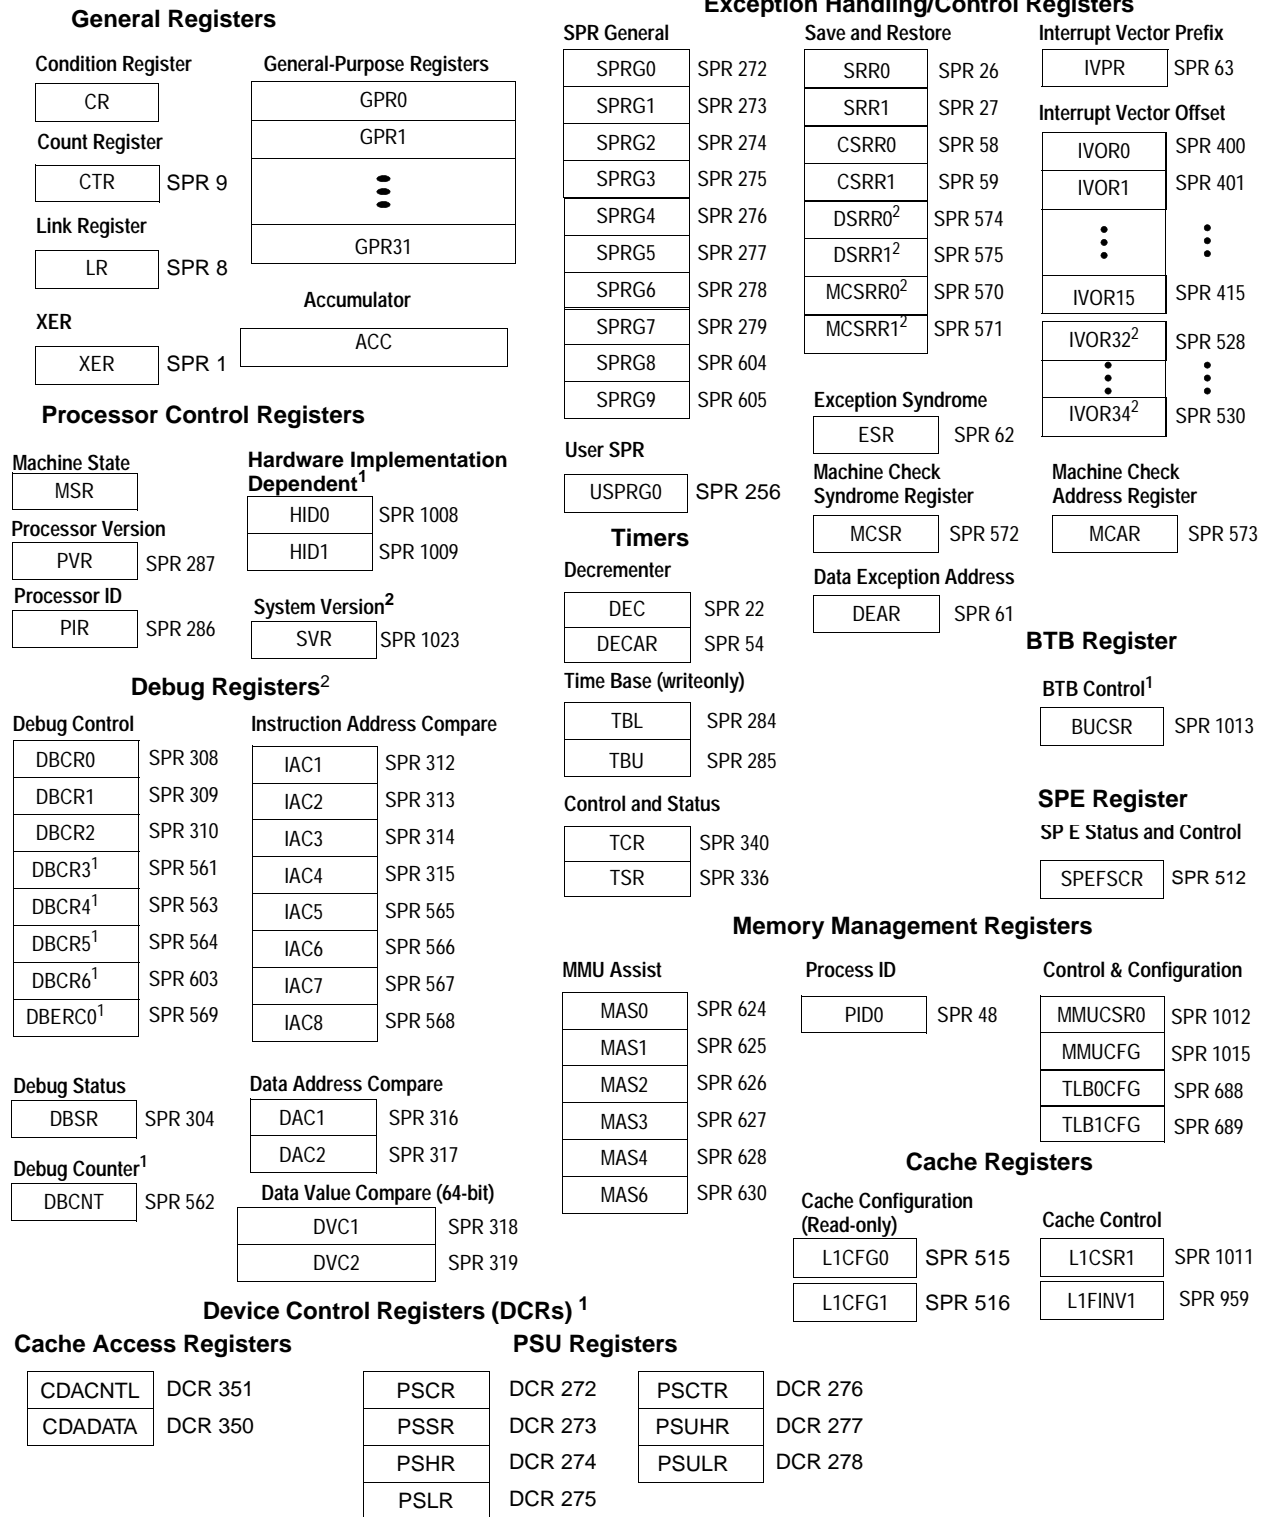 General Registers
Condition Register
CR
Count Register
CTR SPR 9
Link Register
LR SPR 8
XER
XER SPR 1
General-Purpose Registers
GPR0
GPR1
GPR31
Accumulator
ACC
Processor Control Registers
Machine State
MSR
Processor Version
PVR SPR 287
Processor ID
PIR SPR 286
Hardware Implementation
Dependent1
HID0 SPR 1008
HID1 SPR 1009
System Version2
SVR SPR 1023
Debug Registers2
Debug Control
DBCR0 SPR 308
DBCR1 SPR 309
DBCR2 SPR 310
DBCR31 SPR 561
DBCR41 SPR 563
DBCR51 SPR 564
DBCR61 SPR 603
DBERC01 SPR 569
Instruction Address Compare
IAC1 SPR 312
IAC2 SPR 313
IAC3 SPR 314
IAC4 SPR 315
IAC5 SPR 565
IAC6 SPR 566
IAC7 SPR 567
IAC8 SPR 568
Debug Status
DBSR SPR 304
Debug Counter1
DBCNT SPR 562
Data Address Compare
DAC1 SPR 316
DAC2 SPR 317
Data Value Compare (64-bit)
DVC1 SPR 318
DVC2 SPR 319
Exception Handling/Control Registers
SPR General
SPRG0 SPR 272
SPRG1 SPR 273
SPRG2 SPR 274
SPRG3 SPR 275
SPRG4 SPR 276
SPRG5 SPR 277
SPRG6 SPR 278
SPRG7 SPR 279
SPRG8 SPR 604
SPRG9 SPR 605
User SPR
USPRG0 SPR 256
Save and Restore
SRR0 SPR 26
SRR1 SPR 27
CSRR0 SPR 58
CSRR1 SPR 59
DSRR02 SPR 574
DSRR12 SPR 575
MCSRR02 SPR 570
MCSRR12 SPR 571
Exception Syndrome
ESR SPR 62
Machine Check
Syndrome Register
MCSR SPR 572
Data Exception Address
DEAR SPR 61
Interrupt Vector Prefix
IVPR SPR 63
Interrupt Vector Offset
IVOR0 SPR 400
IVOR1 SPR 401
IVOR15 SPR 415
IVOR322 SPR 528
IVOR342 SPR 530
Machine Check
Address Register
MCAR SPR 573
Timers
Decrementer
DEC SPR 22
DECAR SPR 54
Time Base (writeonly)
TBL SPR 284
TBU SPR 285
Control and Status
TCR SPR 340
TSR SPR 336
BTB Register
BTB Control1
BUCSR SPR 1013
SPE Register
SP E Status and Control
SPEFSCR SPR 512
Memory Management Registers
MMU Assist
MAS0 SPR 624
MAS1 SPR 625
MAS2 SPR 626
MAS3 SPR 627
MAS4 SPR 628
MAS6 SPR 630
Process ID
PID0 SPR 48
Control & Configuration
MMUCSR0 SPR 1012
MMUCFG SPR 1015
TLB0CFG SPR 688
TLB1CFG SPR 689
Cache Registers
Cache Configuration
(Read-only)
L1CFG0 SPR 515
L1CFG1 SPR 516
Cache Control
L1CSR1 SPR 1011
L1FINV1 SPR 959
Device Control Registers (DCRs) 1
Cache Access Registers
CDACNTL DCR 351
CDADATA DCR 350
PSU Registers
PSCR DCR 272
PSSR DCR 273
PSHR DCR 274
PSLR DCR 275
PSCTR DCR 276
PSUHR DCR 277
PSULR DCR 278